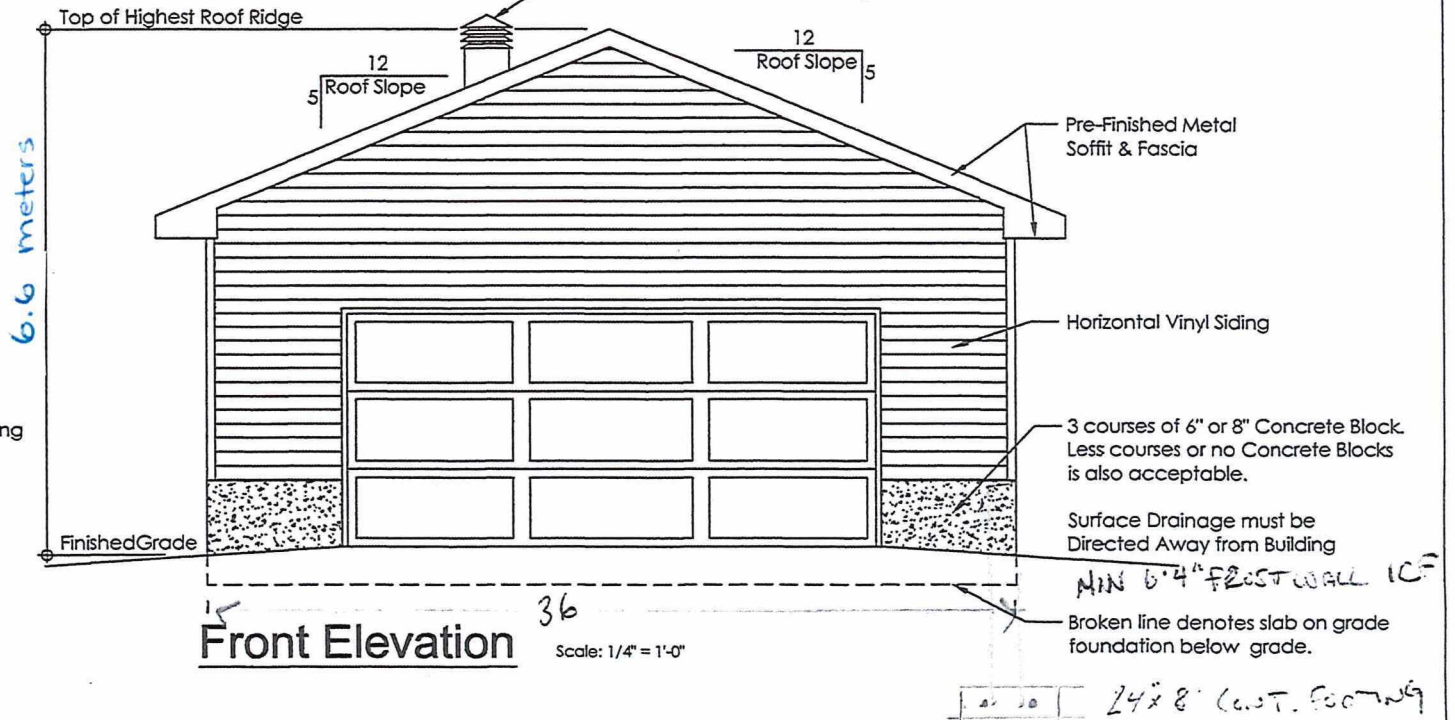 Top of Highest Roof Ridge
12
Roof Slope
5
12
Roof Slope
5
Pre-Finished Metal
Soffit & Fascia
6.6 meters
Horizontal Vinyl Siding
ng
3 courses of 6" or 8" Concrete Block.
Less courses or no Concrete Blocks
is also acceptable.
Surface Drainage must be
Directed Away from Building
FinishedGrade
MIN 6'4" FROST WALL ICF
36
Broken line denotes slab on grade
foundation below grade.
Front Elevation
Scale: 1/4" = 1'-0"
24" x 8" CONT. FOOTING